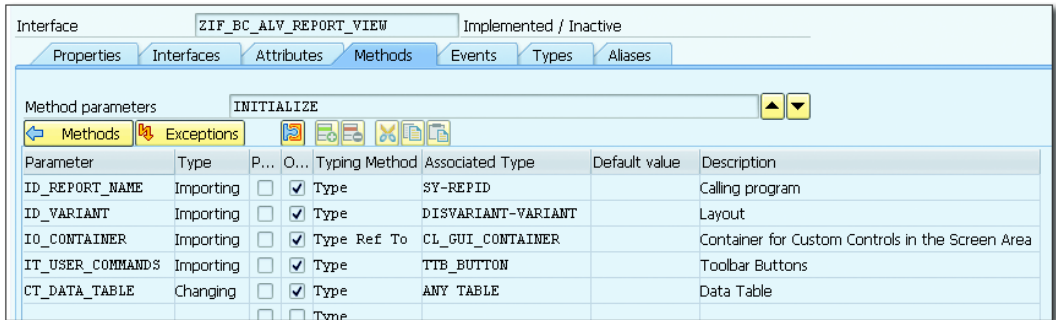 Interface ZIF_BC_ALV_REPORT_VIEW Implemented / Inactive
Properties Interfaces Attributes Methods Events Types Aliases
Method parameters INITIALIZE
Methods Exceptions
Parameter Type P... O... Typing Method Associated Type Default value Description
ID_REPORT_NAME Importing Type SY-REPID Calling program
ID_VARIANT Importing Type DISVARIANT-VARIANT Layout
IO_CONTAINER Importing Type Ref To CL_GUI_CONTAINER Container for Custom Controls in the Screen Area
IT_USER_COMMANDS Importing Type TTB_BUTTON Toolbar Buttons
CT_DATA_TABLE Changing Type ANY TABLE Data Table
Type